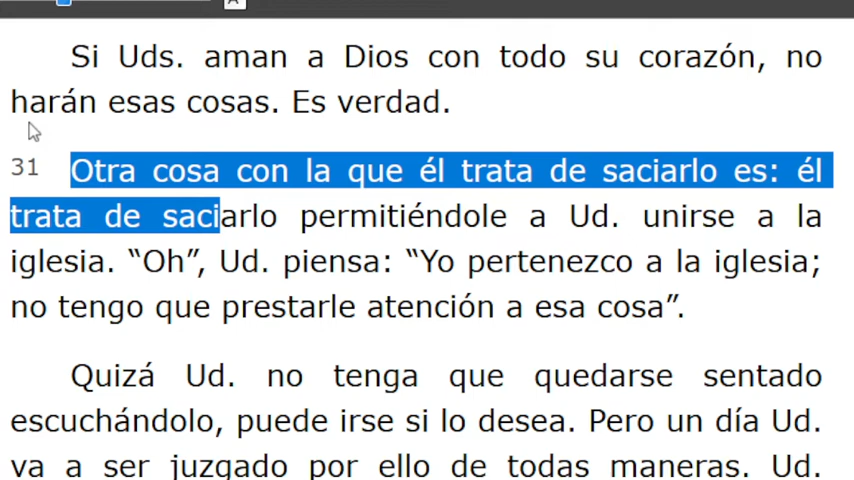 A
Si Uds. aman a Dios con todo su corazón, no
harán esas cosas. Es verdad.
31 Otra cosa con la que él trata de saciarlo es: él
trata de saciarlo permitiéndole a Ud. unirse a la
iglesia. “Oh”, Ud. piensa: “Yo pertenezco a la iglesia;
no tengo que prestarle atención a esa cosa”.
Quizá Ud. no tenga que quedarse sentado
escuchándolo, puede irse si lo desea. Pero un día Ud.
va a ser juzgado por ello de todas maneras. Ud.